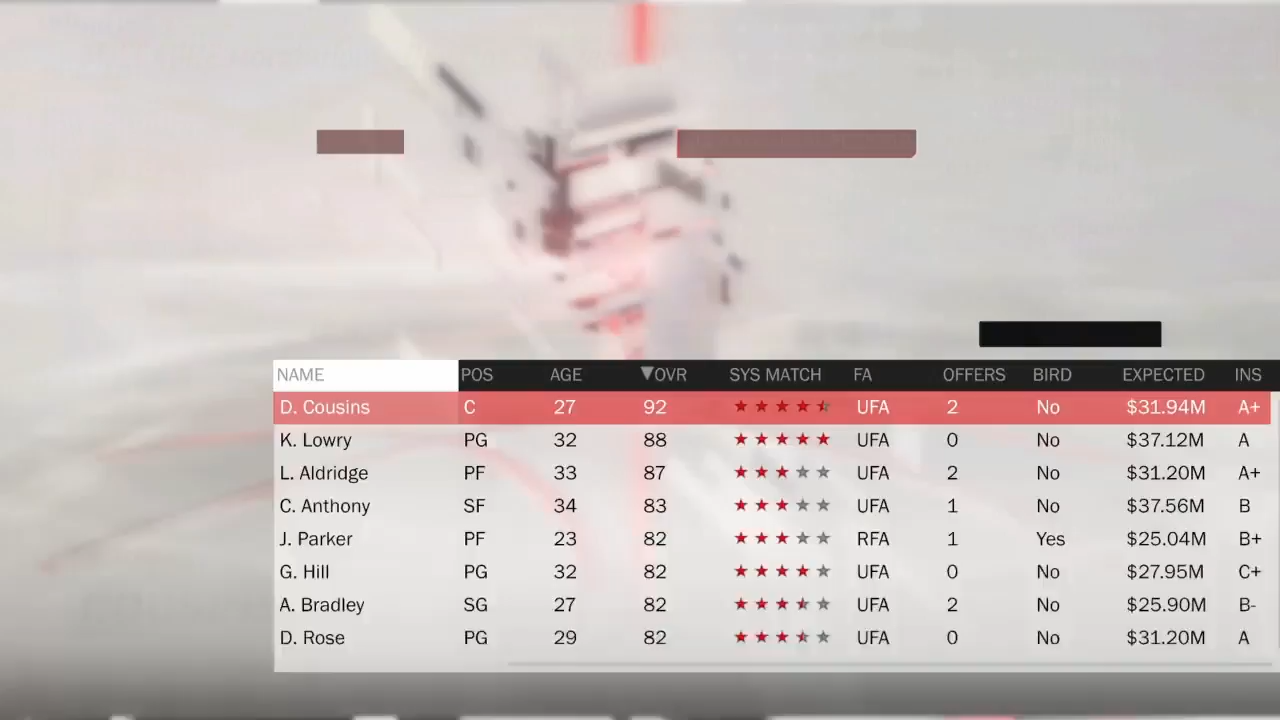 NAME POS AGE ▼OVR SYS MATCH FA OFFERS BIRD EXPECTED INS
D. Cousins C 27 92 UFA 2 No $31.94M A+
K. Lowry PG 32 88 UFA 0 No $37.12M A
L. Aldridge PF 33 87 UFA 2 No $31.20M A+
C. Anthony SF 34 83 UFA 1 No $37.56M B
J. Parker PF 23 82 RFA 1 Yes $25.04M B+
G. Hill PG 32 82 UFA 0 No $27.95M C+
A. Bradley SG 27 82 UFA 2 No $25.90M B-
D. Rose PG 29 82 UFA 0 No $31.20M A